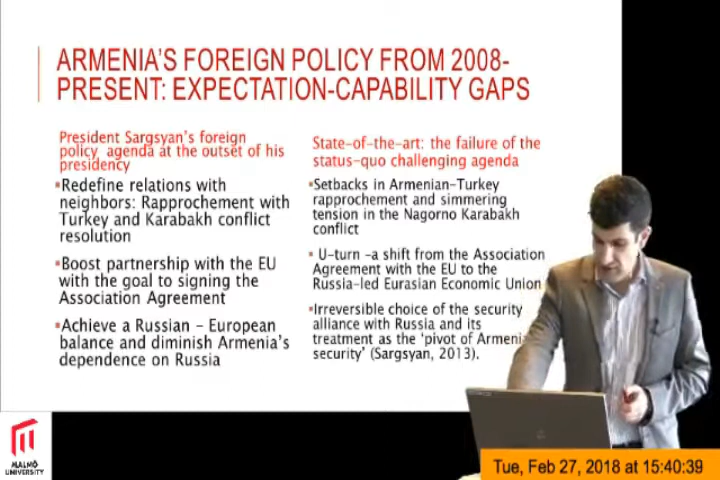 ARMENIA'S FOREIGN POLICY FROM 2008-
PRESENT: EXPECTATION-CAPABILITY GAPS
President Sargsyan's foreign
policy agenda at the outset of his
presidency
▪Redefine relations with
neighbors: Rapprochement with
Turkey and Karabakh conflict
resolution
▪Boost partnership with the EU
with the goal to signing the
Association Agreement
▪Achieve a Russian – European
balance and diminish Armenia's
dependence on Russia
State-of-the-art: the failure of the
status-quo challenging agenda
▪Setbacks in Armenian-Turkey
rapprochement and simmering
tension in the Nagorno Karabakh
conflict
▪ U-turn –a shift from the Association
Agreement with the EU to the
Russia-led Eurasian Economic Union
▪Irreversible choice of the security
alliance with Russia and its
treatment as the 'pivot of Armenia
security' (Sargsyan, 2013).
MALMÖ
UNIVERSITY
Tue, Feb 27, 2018 at 15:40:39